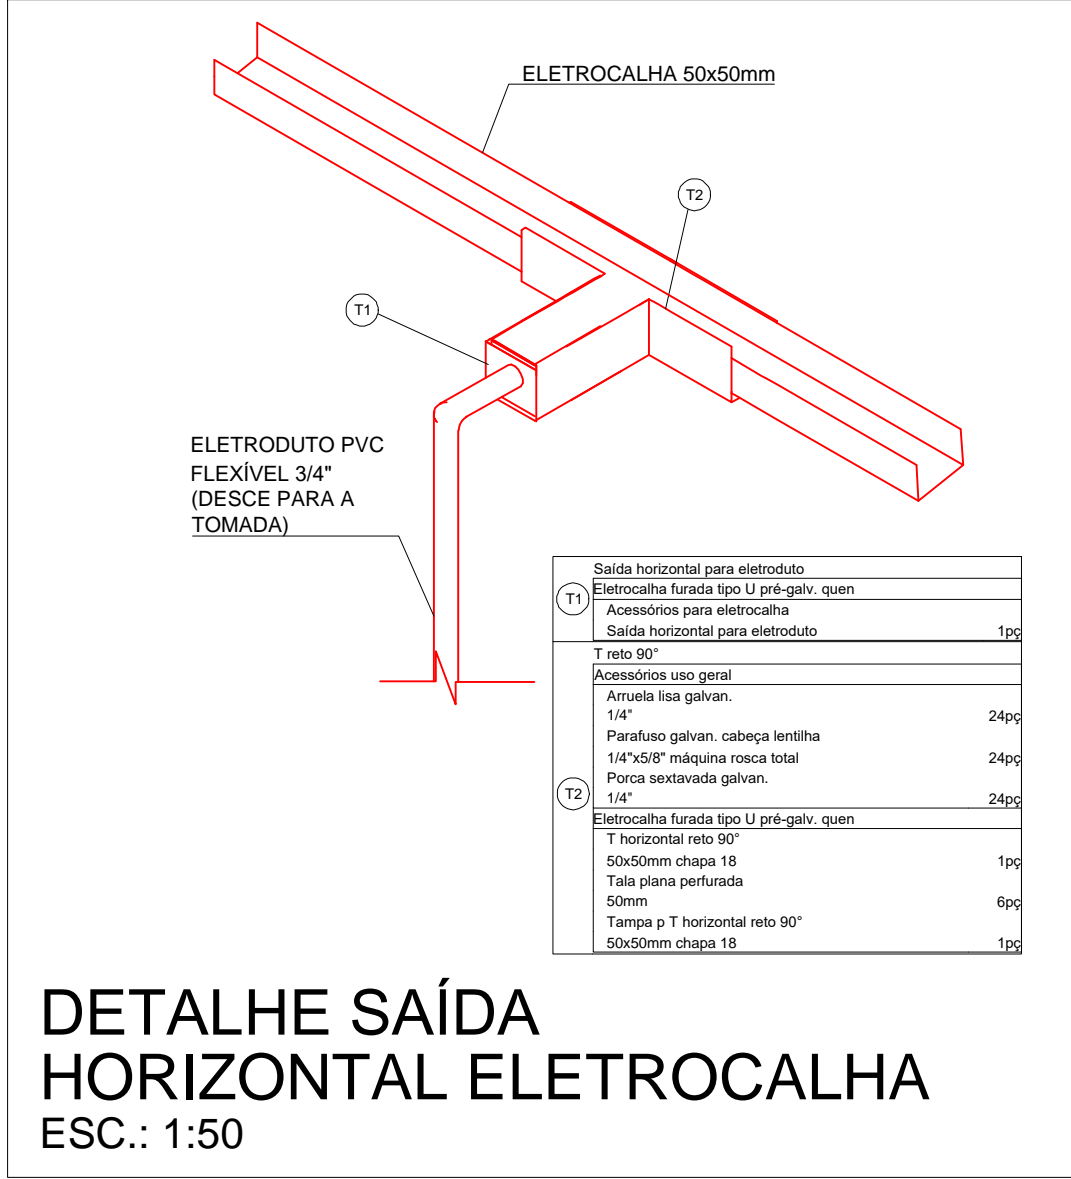 ELETROCALHA 50x50mm
T2
T1
ELETRODUTO PVC
FLEXÍVEL 3/4"
(DESCE PARA A
TOMADA)
T1
Saída horizontal para eletroduto
Eletrocalha furada tipo U pré-galv. quen
Acessórios para eletrocalha
Saída horizontal para eletroduto 1pç
T2
T reto 90°
Acessórios uso geral
Arruela lisa galvan.
1/4" 24pç
Parafuso galvan. cabeça lentilha
1/4"x5/8" máquina rosca total 24pç
Porca sextavada galvan.
1/4" 24pç
Eletrocalha furada tipo U pré-galv. quen
T horizontal reto 90°
50x50mm chapa 18 1pç
Tala plana perfurada
50mm 6pç
Tampa p T horizontal reto 90°
50x50mm chapa 18 1pç
DETALHE SAÍDA
HORIZONTAL ELETROCALHA
ESC.: 1:50